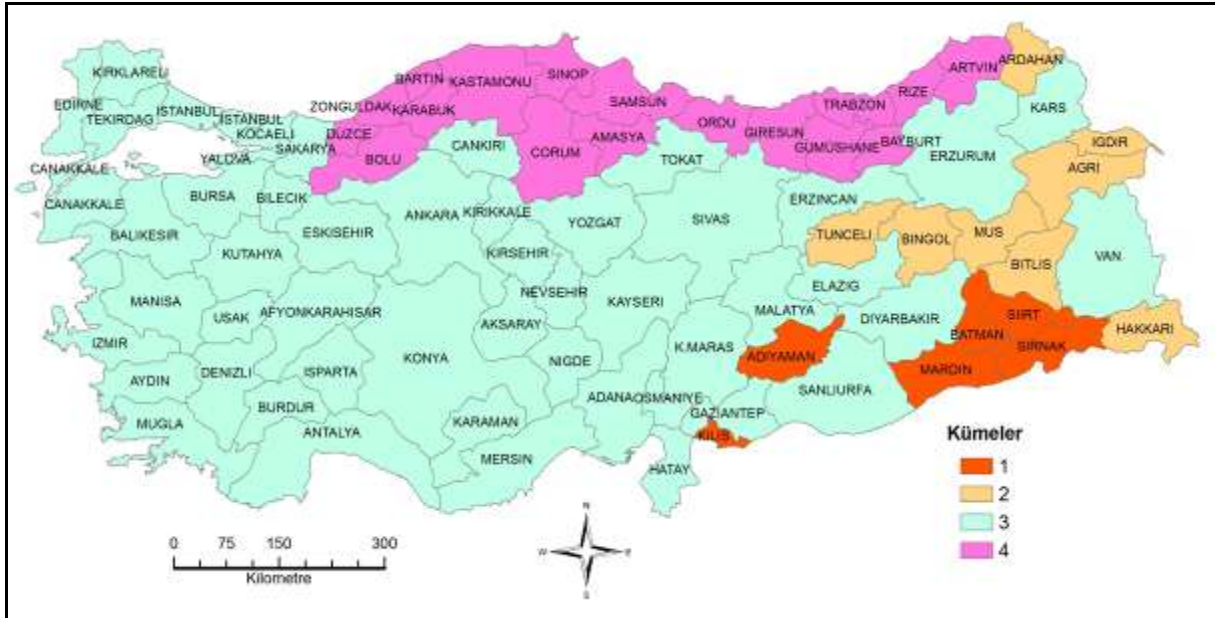 KIRKLARELI
EDIRNE
TEKIRDAG
ISTANBUL
ISTANBUL
KOCAELI
SAKARYA
YALOVA
CANAKKALE
CANAKKALE
BALIKESIR
BURSA
BILECIK
KUTAHYA
ESKISEHIR
MANISA
USAK
AFYONKARAHISAR
IZMIR
AYDIN
DENIZLI
ISPARTA
BURDUR
MUGLA
ANTALYA
ZONGULDAK
BARTIN
KARABUK
KASTAMONU
SINOP
DUZCE
BOLU
CANKIRI
CORUM
SAMSUN
AMASYA
ORDU
TOKAT
GIRESUN
TRABZON
RIZE
ARTVIN
ARDAHAN
KARS
GUMUSHANE
BAYBURT
ERZURUM
IGDIR
AGRI
ERZINCAN
ANKARA
KIRIKKALE
YOZGAT
SIVAS
KIRSEHIR
NEVSEHIR
KAYSERI
AKSARAY
KONYA
NIGDE
KARAMAN
MERSIN
ADANA
OSMANIYE
K.MARAS
MALATYA
ELAZIG
TUNCELI
BINGOL
MUS
BITLIS
VAN
HAKKARI
SIIRT
SIRNAK
BATMAN
MARDIN
DIYARBAKIR
ADIYAMAN
SANLIURFA
GAZIANTEP
KILIS
HATAY
Kümeler
1
2
3
4
0 75 150 300
Kilometre
N
W
E
S